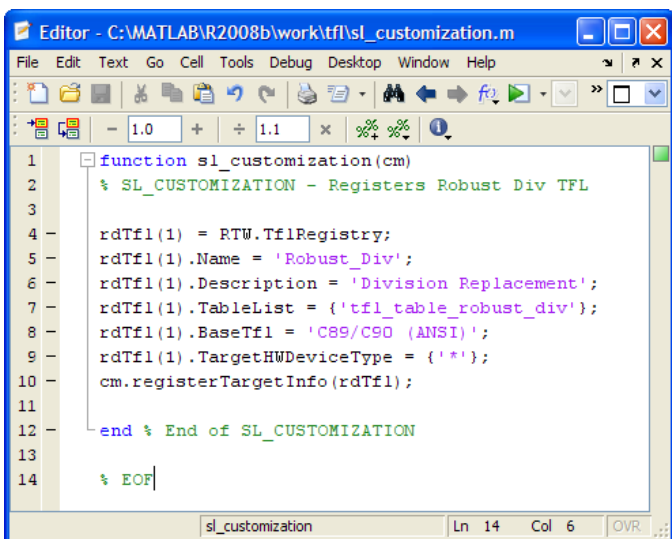 Editor - C:\MATLAB\R2008b\work\tfl\sl_customization.m
File Edit Text Go Cell Tools Debug Desktop Window Help
- 1.0 + ÷ 1.1 ×
1 function sl_customization(cm)
2 % SL_CUSTOMIZATION - Registers Robust Div TFL
3
4 - rdTfl(1) = RTW.TflRegistry;
5 - rdTfl(1).Name = 'Robust_Div';
6 - rdTfl(1).Description = 'Division Replacement';
7 - rdTfl(1).TableList = {'tfl_table_robust_div'};
8 - rdTfl(1).BaseTfl = 'C89/C90 (ANSI)';
9 - rdTfl(1).TargetHWDeviceType = {'*'};
10 - cm.registerTargetInfo(rdTfl);
11
12 - end % End of SL_CUSTOMIZATION
13
14 % EOF
sl_customization Ln 14 Col 6 OVR